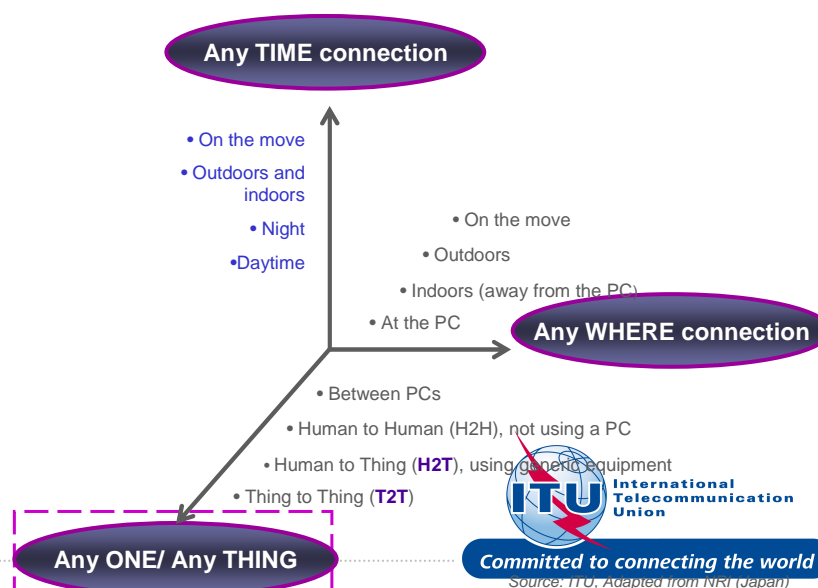 Any TIME connection
• On the move
• Outdoors and
indoors
• Night
•Daytime
• On the move
• Outdoors
• Indoors (away from the PC)
• At the PC
Any WHERE connection
• Between PCs
• Human to Human (H2H), not using a PC
• Human to Thing (H2T), using generic equipment
• Thing to Thing (T2T)
Any ONE/ Any THING
ITU
International
Telecommunication
Union
Committed to connecting the world
Source: ITU, Adapted from NRI (Japan)